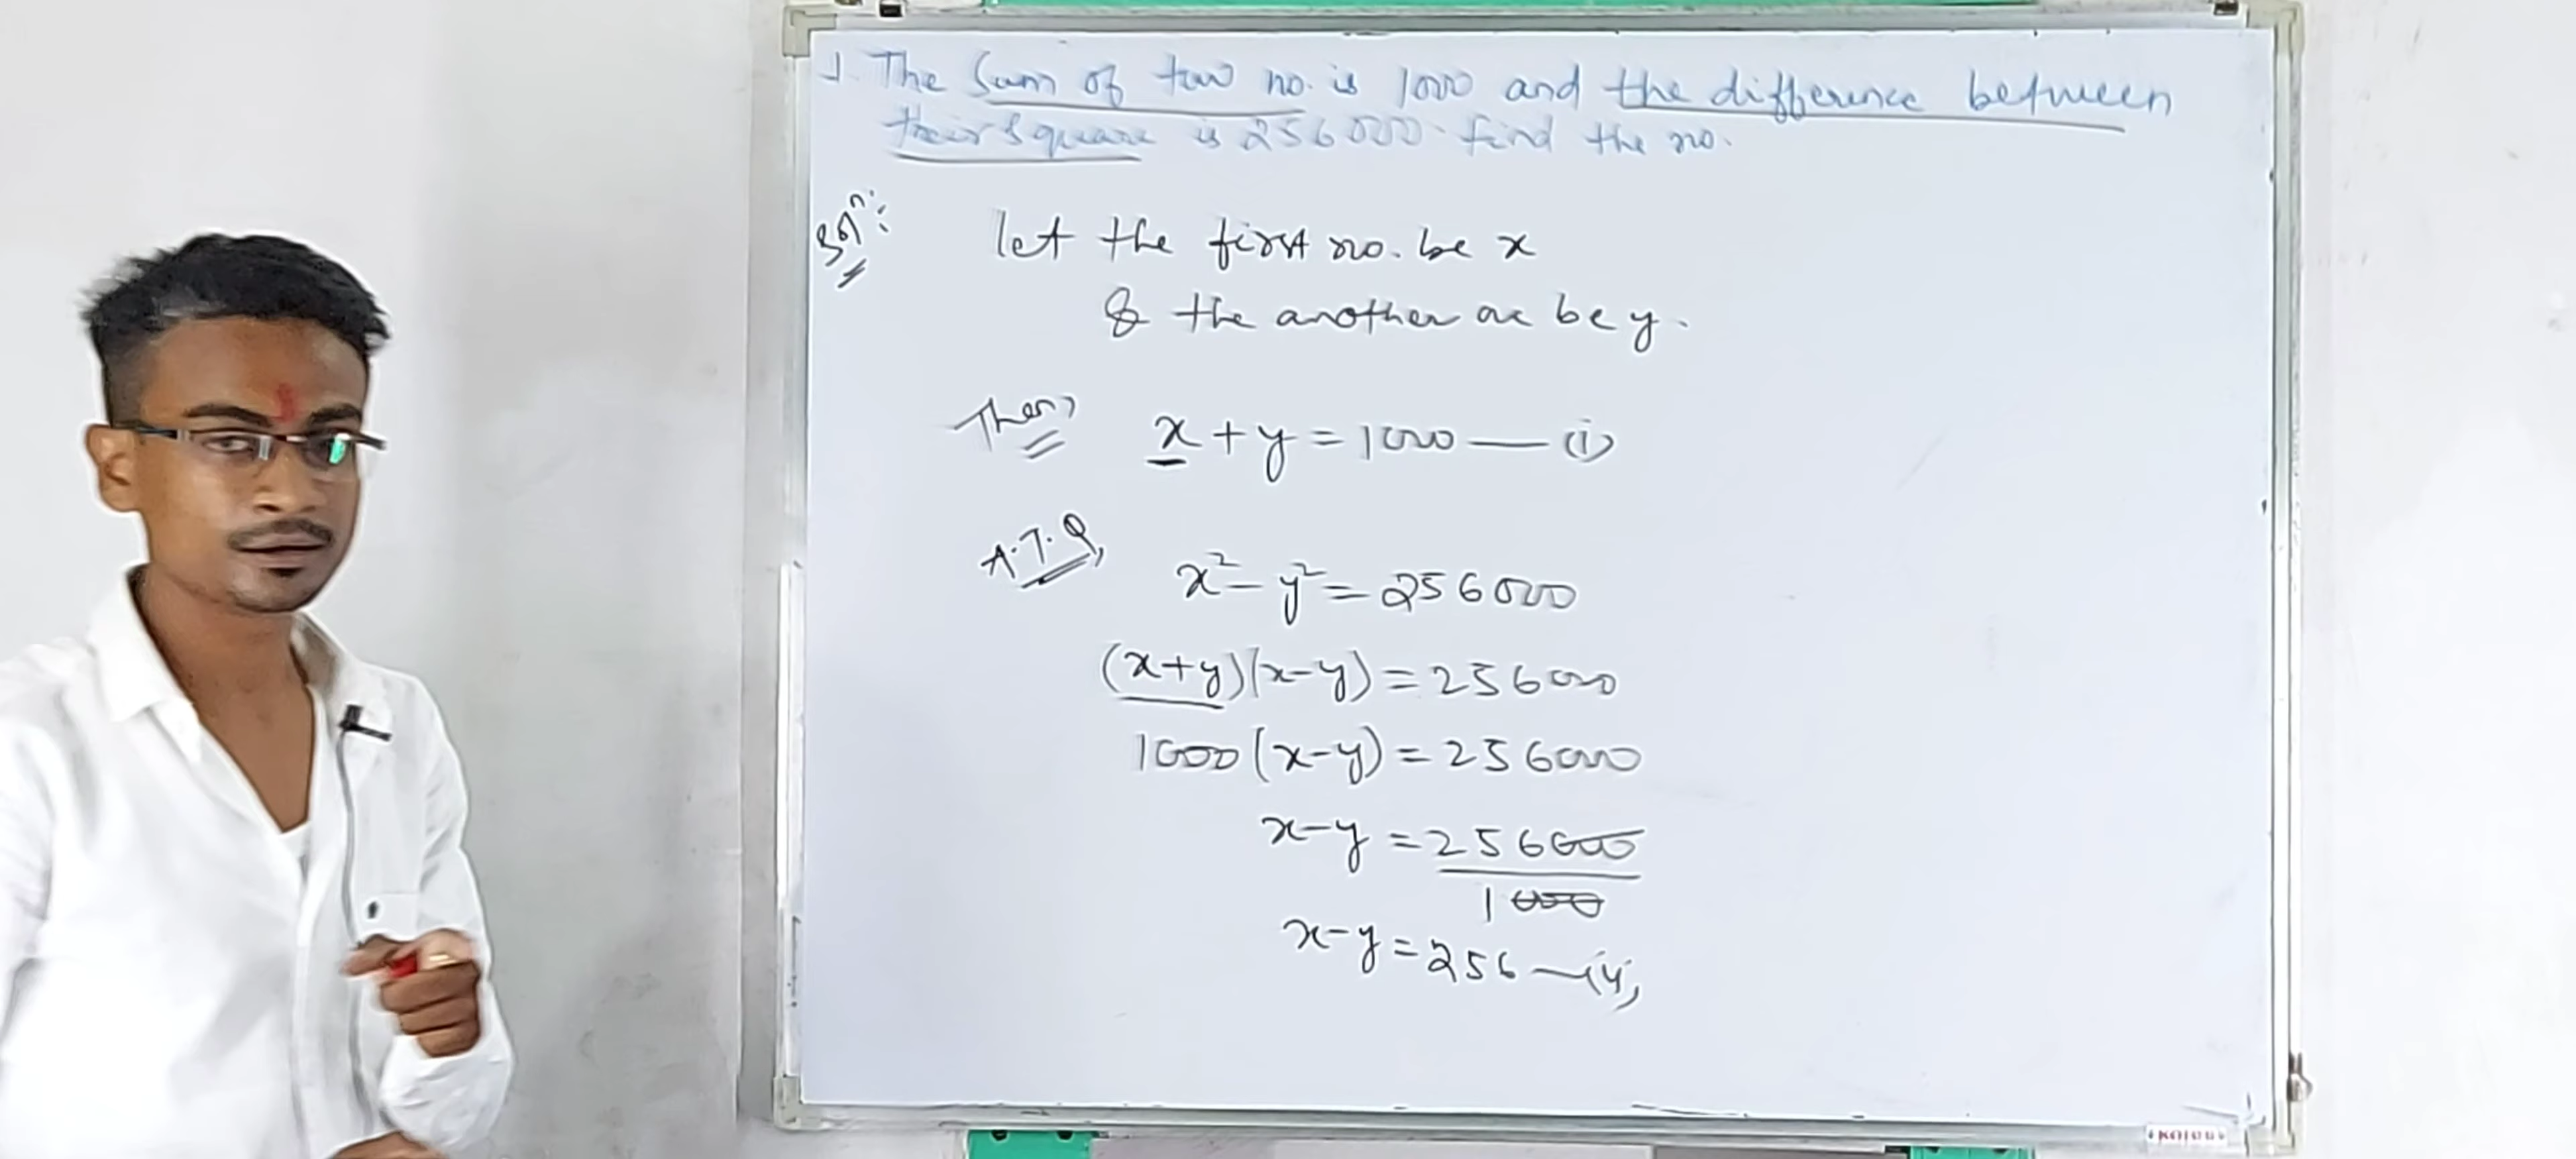 1. The Sum of two no. is 1000 and the difference between
their square is 256000. find the no.
Solⁿ:
let the first no. be x
& the another no be y.
Then, x + y = 1000 — (i)
A.T.Q, x² - y² = 256000
(x+y)(x-y) = 256000
1000(x-y) = 256000
x-y = 256000/1000
x-y = 256 — (ii)